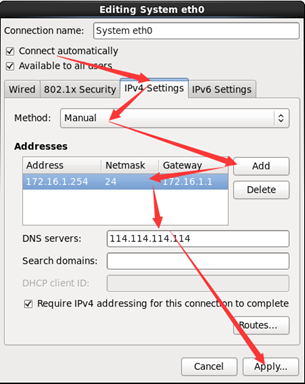 Editing System eth0
Connection name: System eth0
Connect automatically
Available to all users
Wired 802.1x Security IPv4 Settings IPv6 Settings
Method: Manual
Addresses
Address Netmask Gateway Add
172.16.1.254 24 172.16.1.1
Delete
DNS servers: 114.114.114.114
Search domains:
DHCP client ID:
Require IPv4 addressing for this connection to complete
Routes...
Cancel Apply...